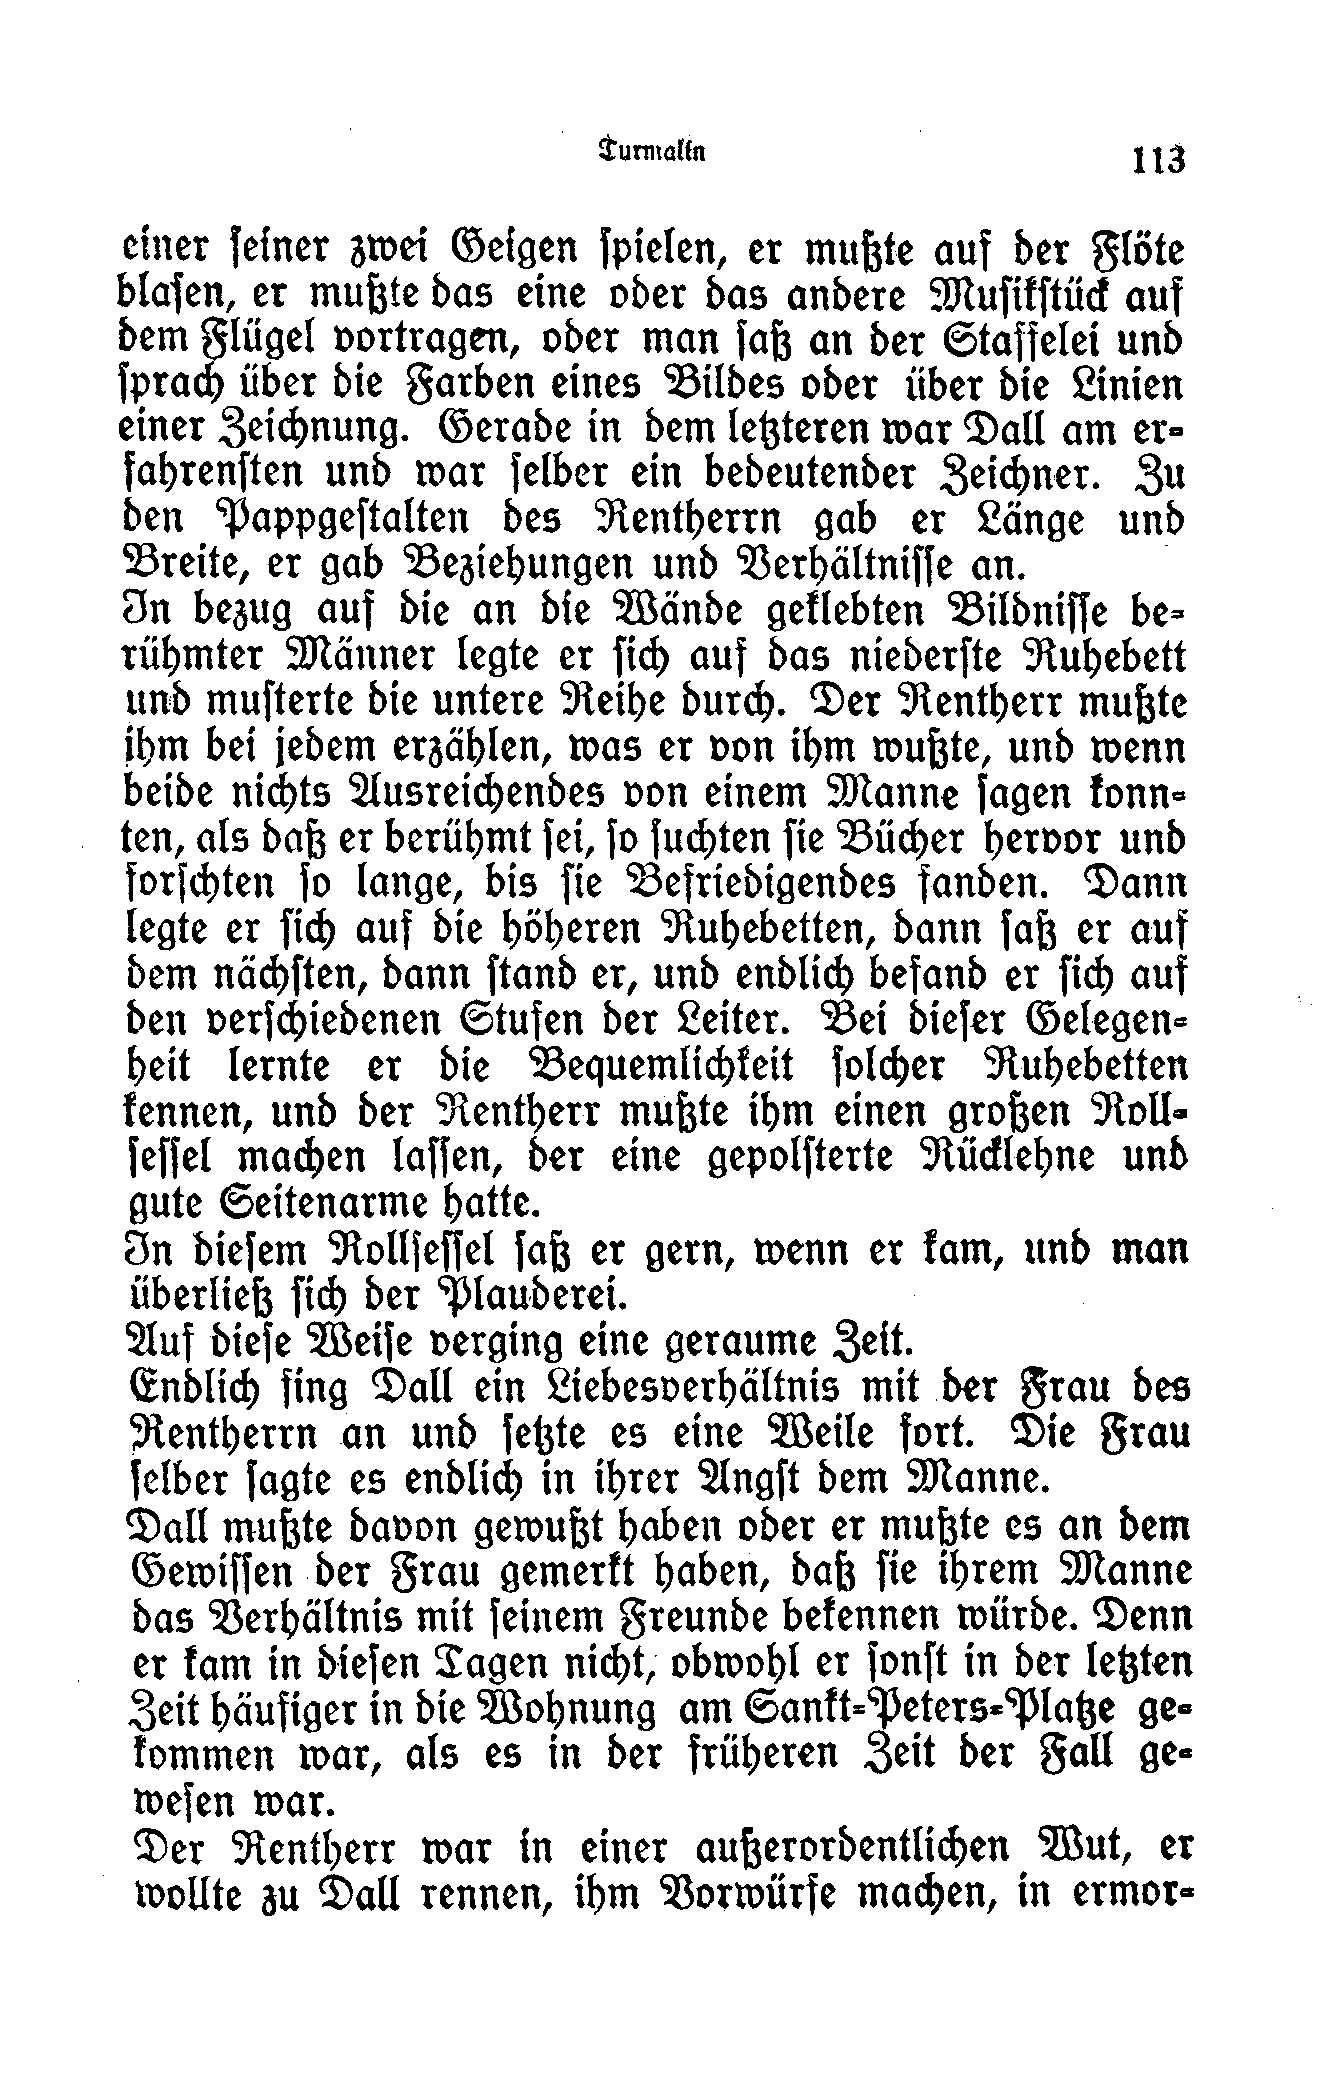 Turmalin
113
einer ſeiner zwei Geigen ſpielen, er mußte auf der Flöte
blaſen, er mußte das eine oder das andere Muſikſtück auf
dem Flügel vortragen, oder man ſaß an der Staffelei und
ſprach über die Farben eines Bildes oder über die Linien
einer Zeichnung. Gerade in dem letzteren war Dall am er-
fahrenſten und war ſelber ein bedeutender Zeichner. Zu
den Pappgeſtalten des Rentherrn gab er Länge und
Breite, er gab Beziehungen und Verhältniſſe an.
In bezug auf die an die Wände geklebten Bildniſſe be-
rühmter Männer legte er ſich auf das niederſte Ruhebett
und muſterte die untere Reihe durch. Der Rentherr mußte
ihm bei jedem erzählen, was er von ihm wußte, und wenn
beide nichts Ausreichendes von einem Manne ſagen konn-
ten, als daß er berühmt ſei, ſo ſuchten ſie Bücher hervor und
forſchten ſo lange, bis ſie Befriedigendes fanden. Dann
legte er ſich auf die höheren Ruhebetten, dann ſaß er auf
dem nächſten, dann ſtand er, und endlich befand er ſich auf
den verſchiedenen Stufen der Leiter. Bei dieſer Gelegen-
heit lernte er die Bequemlichkeit ſolcher Ruhebetten
kennen, und der Rentherr mußte ihm einen großen Roll-
ſeſſel machen laſſen, der eine gepolſterte Rücklehne und
gute Seitenarme hatte.
In dieſem Rollſeſſel ſaß er gern, wenn er kam, und man
überließ ſich der Plauderei.
Auf dieſe Weiſe verging eine geraume Zeit.
Endlich fing Dall ein Liebesverhältnis mit der Frau des
Rentherrn an und ſetzte es eine Weile fort. Die Frau
ſelber ſagte es endlich in ihrer Angſt dem Manne.
Dall mußte davon gewußt haben oder er mußte es an dem
Gewiſſen der Frau gemerkt haben, daß ſie ihrem Manne
das Verhältnis mit ſeinem Freunde bekennen würde. Denn
er kam in dieſen Tagen nicht, obwohl er ſonſt in der letzten
Zeit häufiger in die Wohnung am Sankt-Peters-Platze ge-
kommen war, als es in der früheren Zeit der Fall ge-
weſen war.
Der Rentherr war in einer außerordentlichen Wut, er
wollte zu Dall rennen, ihm Vorwürfe machen, in ermor-